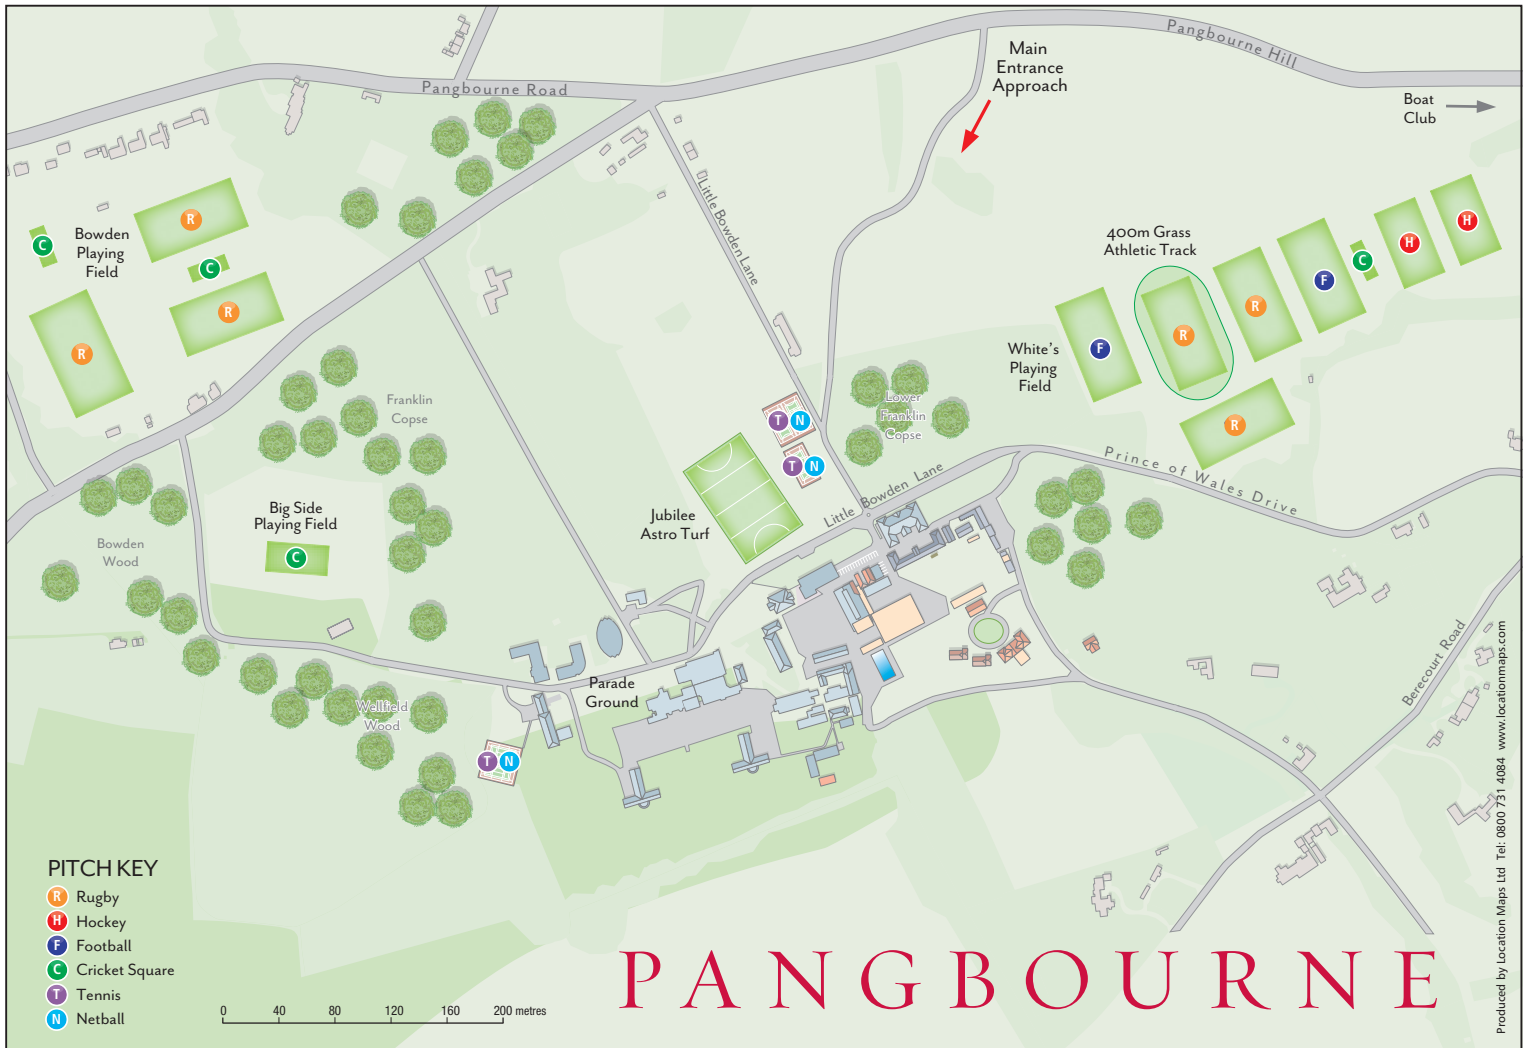 Pangbourne Hill
Main
Entrance
Approach
Pangbourne Road
Boat
Club
Little Bowden Lane
R
C
Bowden
Playing
Field
C
R
R
400m Grass
Athletic Track
H
H
C
F
R
R
F
White's
Playing
Field
R
Franklin
Copse
Lower
Franklin
Copse
T N
T N
Prince of Wales Drive
Little Bowden Lane
Big Side
Playing Field
C
Jubilee
Astro Turf
Bowden
Wood
Parade
Ground
Wellfield
Wood
T N
Berecourt Road
PITCH KEY
R Rugby
H Hockey
F Football
C Cricket Square
T Tennis
N Netball
0 40 80 120 160 200 metres
PANGBOURNE
Produced by Location Maps Ltd Tel: 0800 731 4084 www.locationmaps.com